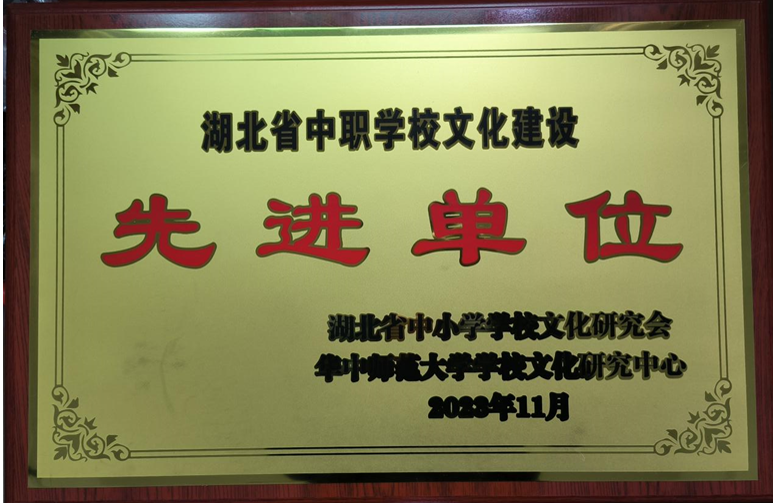 湖北省中职学校文化建设
先进单位
湖北省中小学学校文化研究会
华中师范大学学校文化研究中心
2023年11月